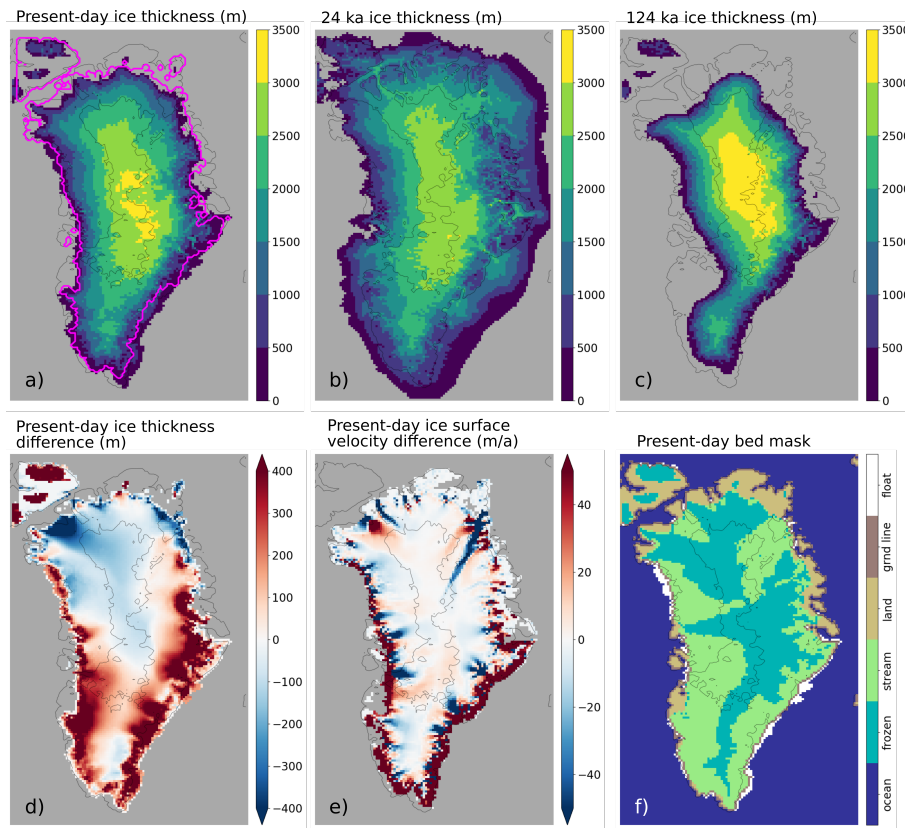 Present-day ice thickness (m)
24 ka ice thickness (m)
124 ka ice thickness (m)
3500
3000
2500
2000
1500
1000
500
0
a)
3500
3000
2500
2000
1500
1000
500
0
b)
3500
3000
2500
2000
1500
1000
500
0
c)
Present-day ice thickness
difference (m)
Present-day ice surface
velocity difference (m/a)
Present-day bed mask
400
300
200
100
0
−100
−200
−300
−400
d)
40
20
0
−20
−40
e)
float
grnd line
land
stream
frozen
ocean
f)